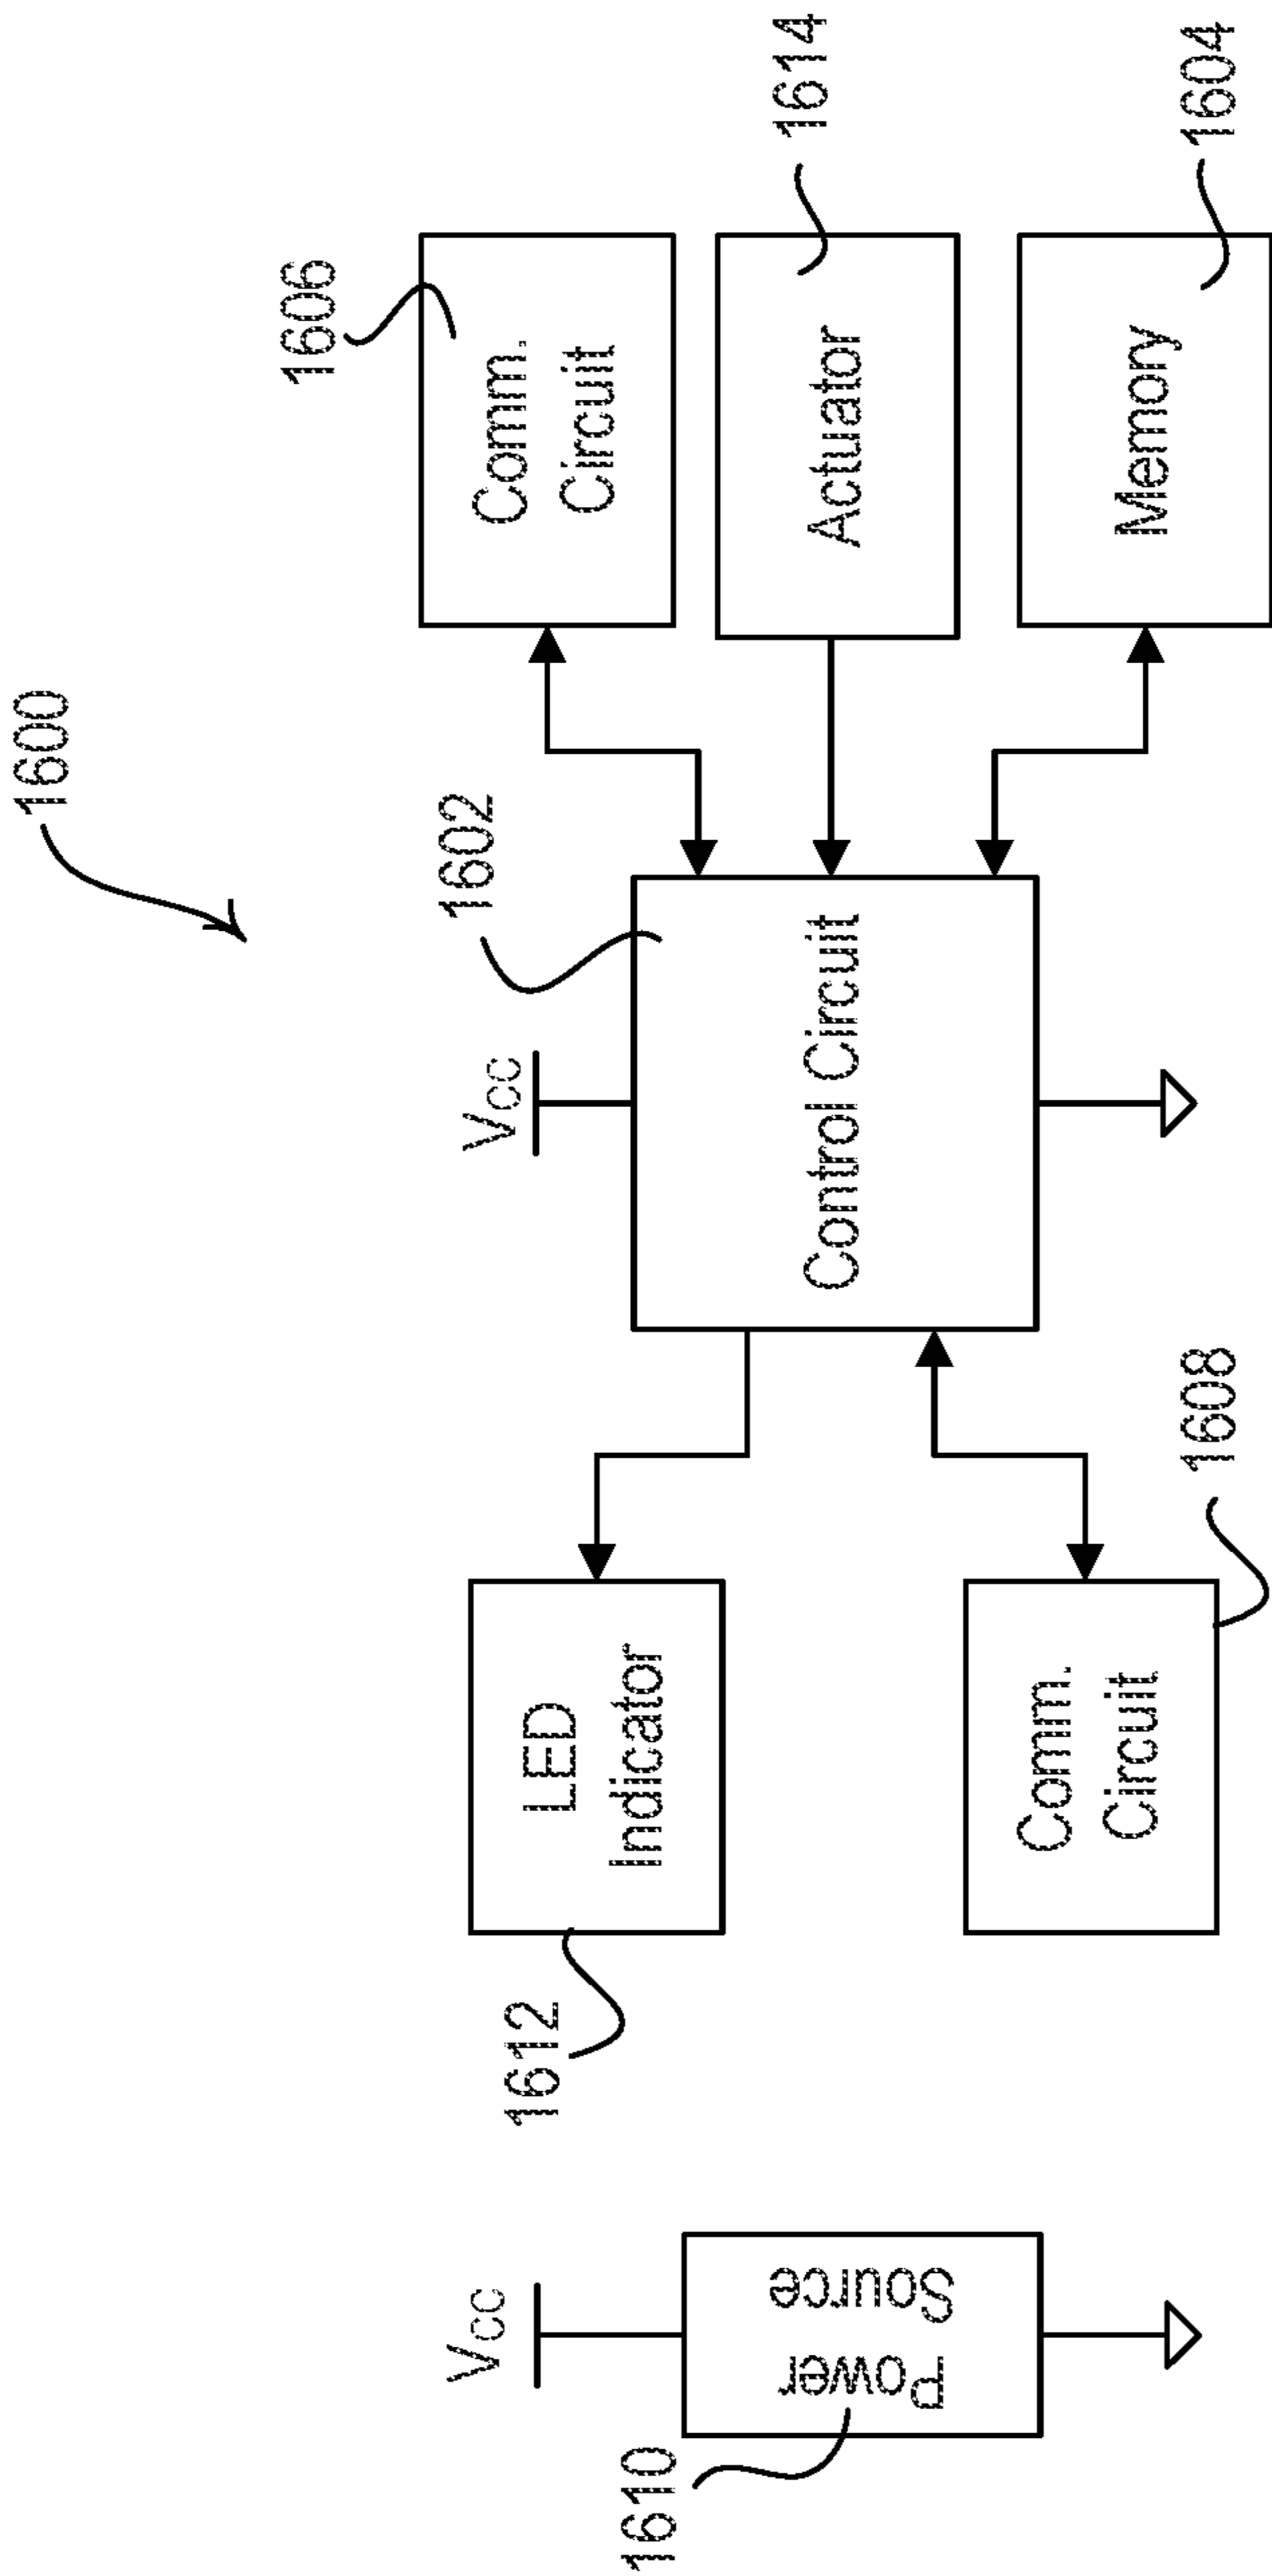 1600
1606
Comm.
Circuit
1614
Actuator
1604
Memory
1602
Vcc
Control Circuit
1612
LED
Indicator
1608
Comm.
Circuit
1610
Vcc
Power
Source